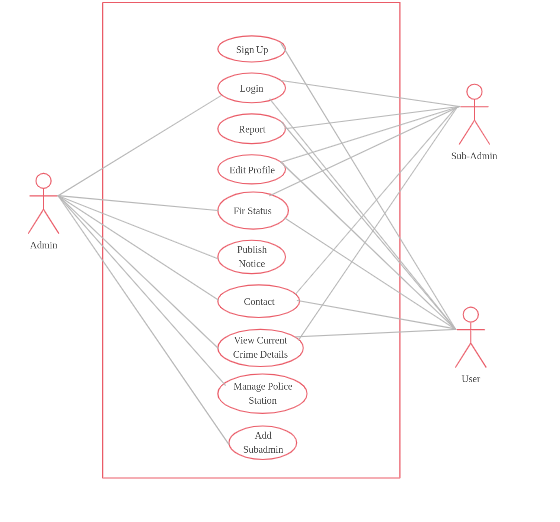 Sign Up
Login
Report
Edit Profile
Fir Status
Publish
Notice
Contact
View Current
Crime Details
Manage Police
Station
Add
Subadmin
Admin
Sub-Admin
User